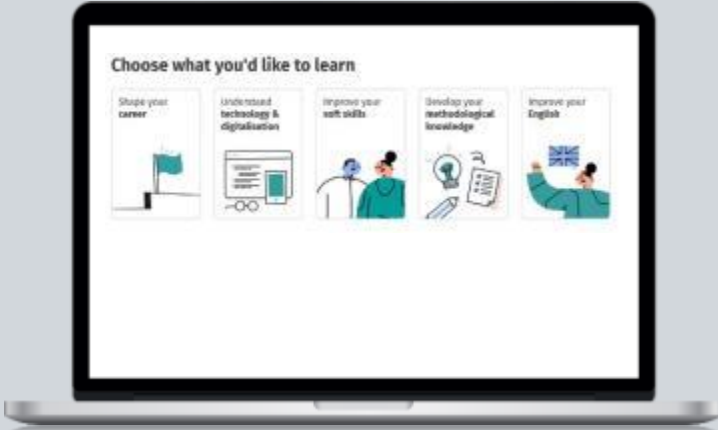 Choose what you'd like to learn
Shape your
career
Understand
technology &
digitalisation
Improve your
soft skills
Develop your
methodological
knowledge
Improve your
English